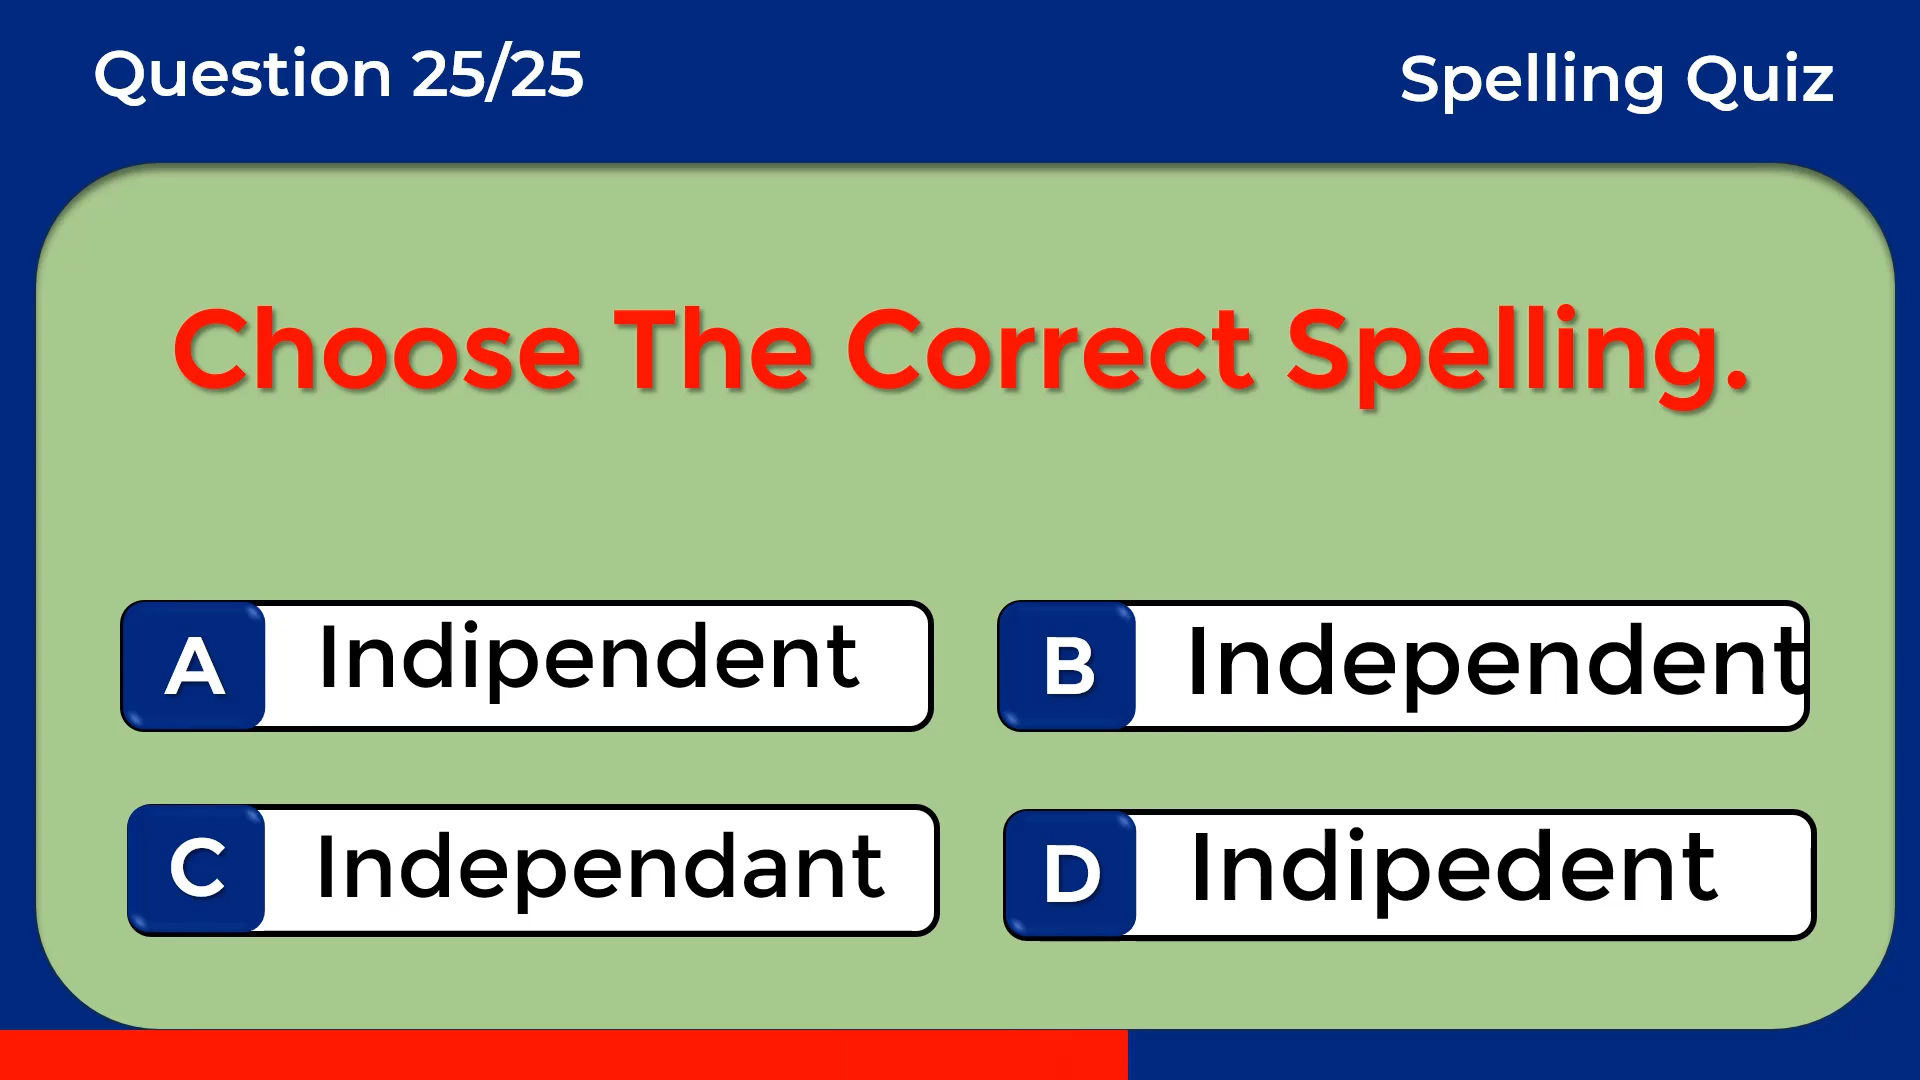 Question 25/25
Spelling Quiz
Choose The Correct Spelling.
A Indipendent
B Independent
C Independant
D Indipedent